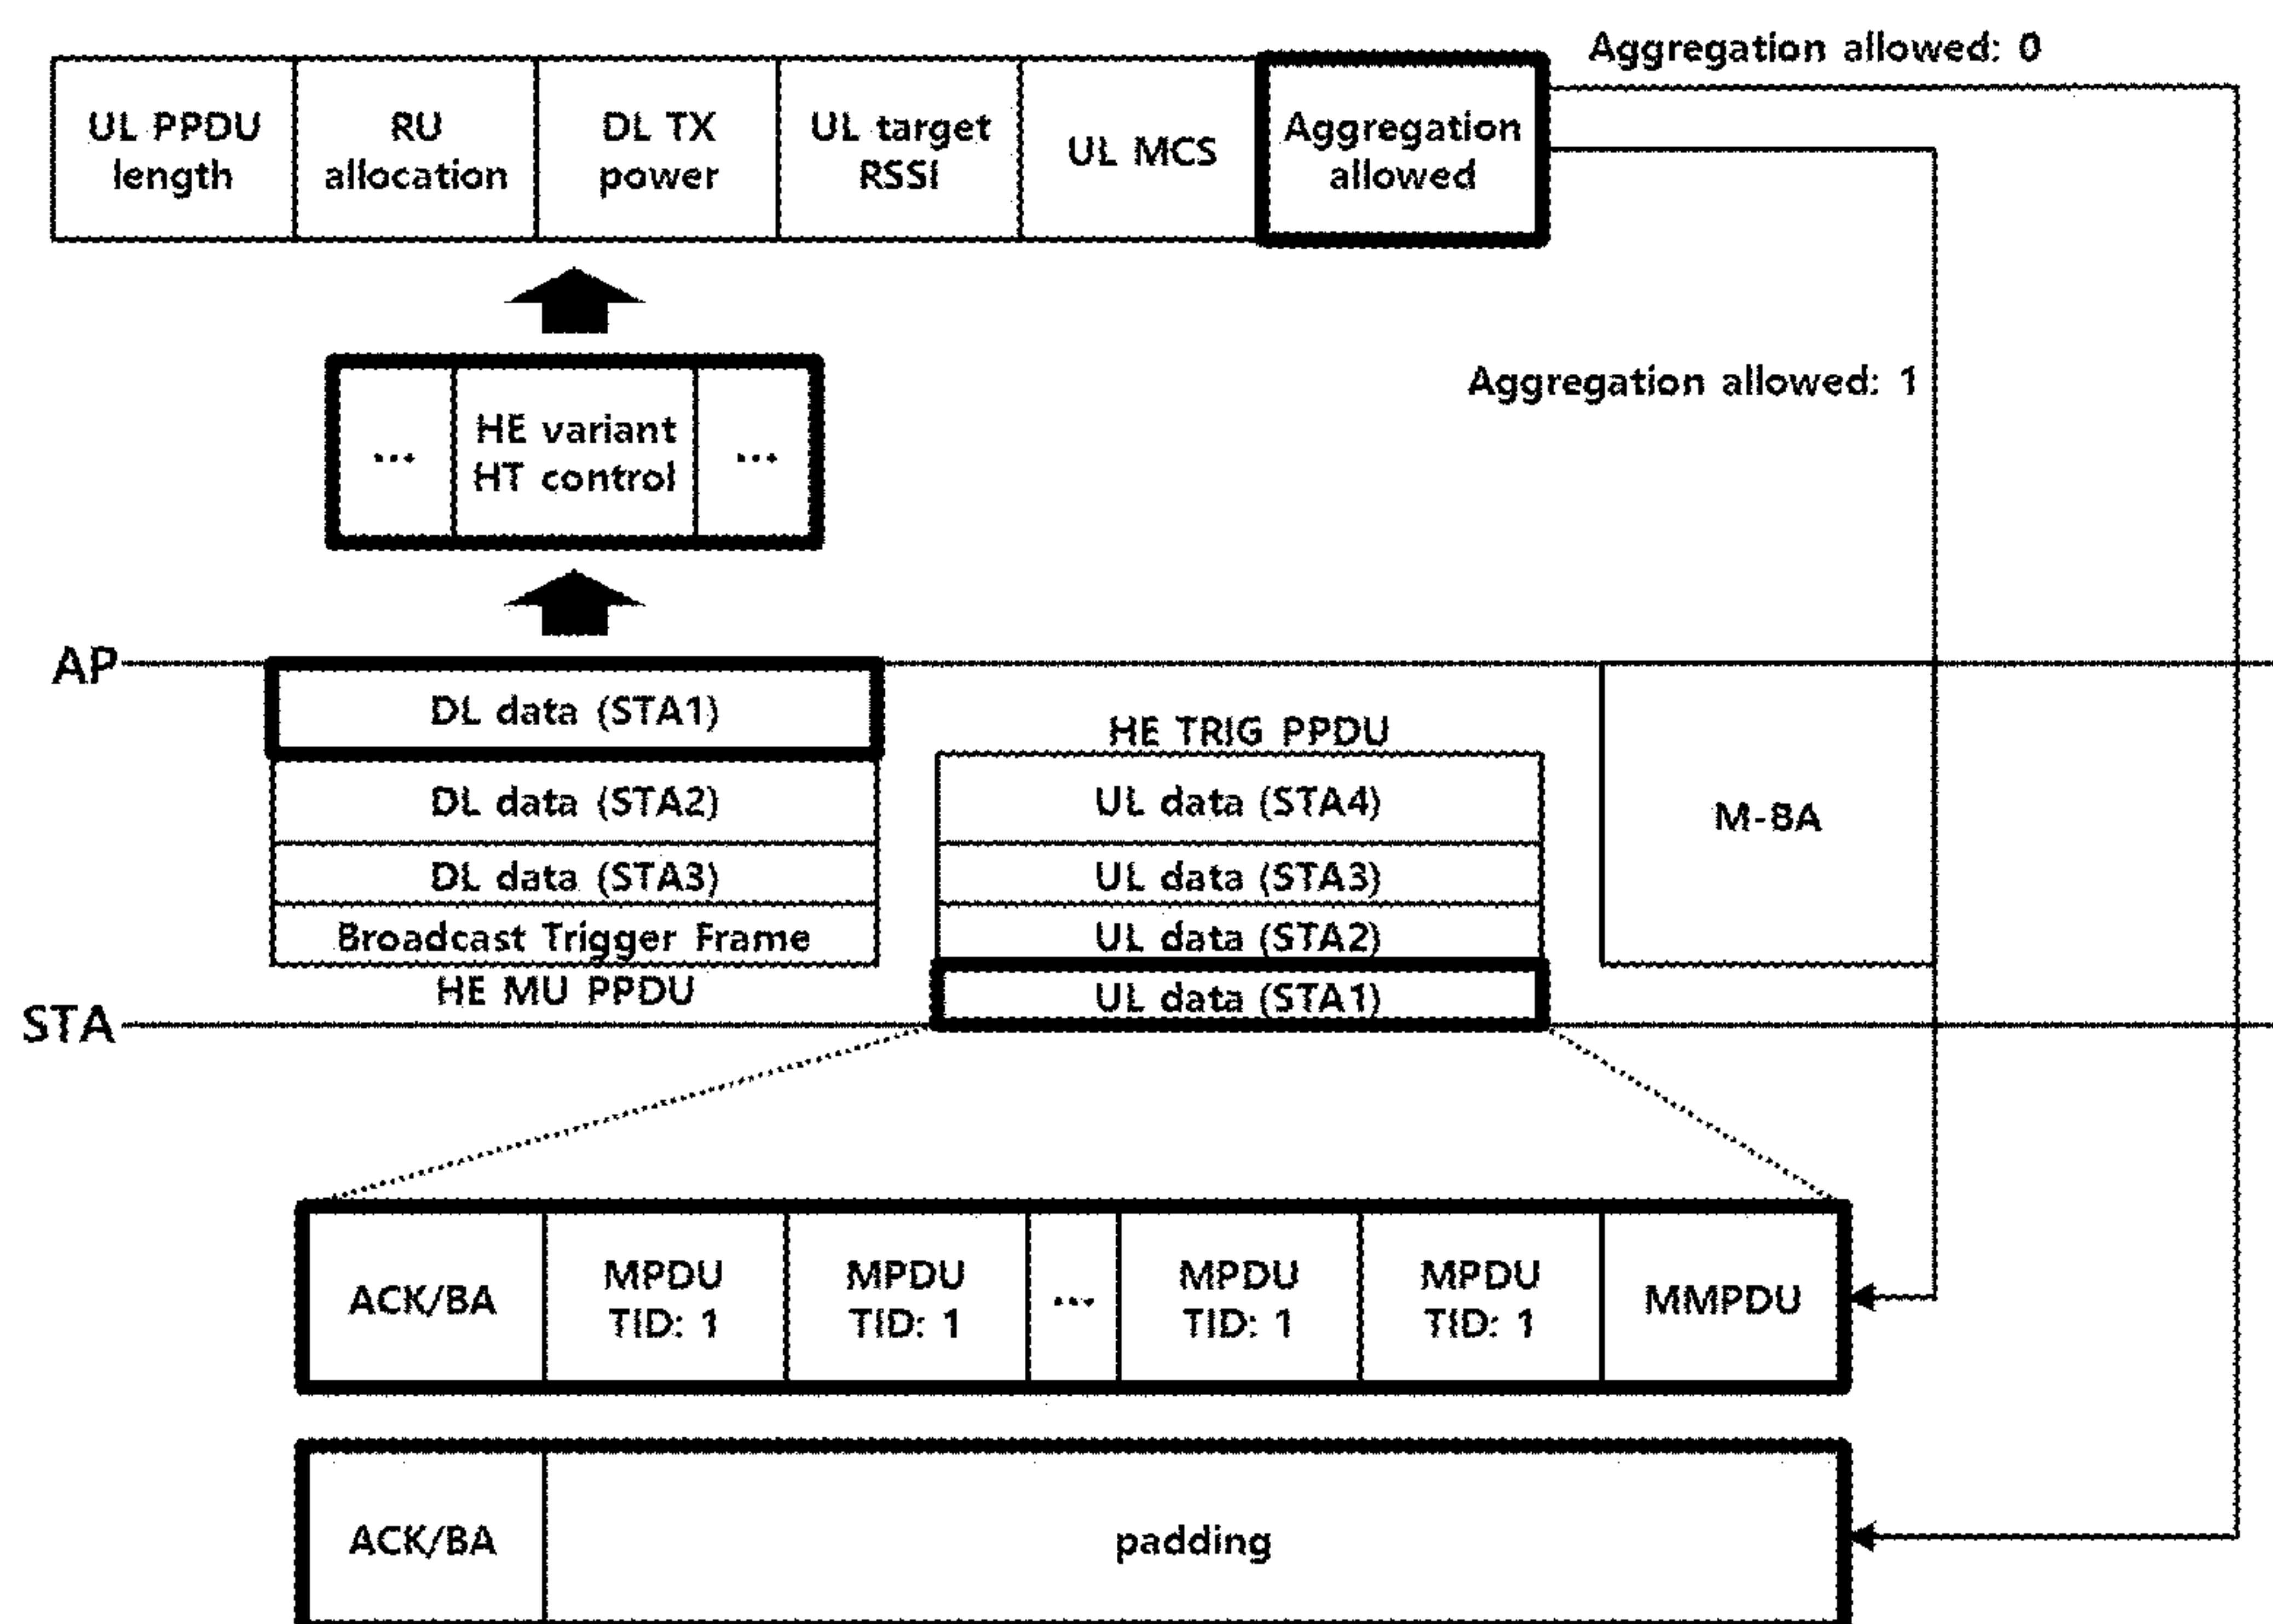 Aggregation allowed: 0
UL PPDU
length
RU
allocation
DL TX
power
UL target
RSSI
UL MCS
Aggregation
allowed
Aggregation allowed: 1
...
HE variant
HT control
...
AP
DL data (STA1)
DL data (STA2)
DL data (STA3)
Broadcast Trigger Frame
HE MU PPDU
HE TRIG PPDU
UL data (STA4)
UL data (STA3)
UL data (STA2)
UL data (STA1)
M-BA
STA
ACK/BA
MPDU
TID: 1
MPDU
TID: 1
...
MPDU
TID: 1
MPDU
TID: 1
MMPDU
ACK/BA
padding